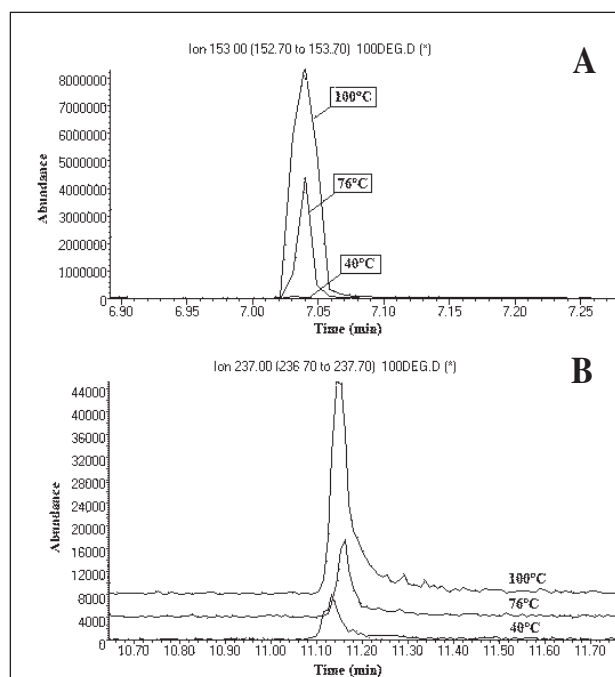 Ion 153.00 (152.70 to 153.70) 100DEG.D (*)
A
8000000
7000000
6000000
5000000
4000000
3000000
2000000
1000000
0
Abundance
100°C
76°C
40°C
6.90 6.95 7.00 7.05 7.10 7.15 7.20 7.25
Time (min)
Ion 237.00 (236.70 to 237.70) 100DEG.D (*)
B
44000
40000
36000
32000
28000
24000
20000
16000
12000
8000
4000
0
Abundance
100°C
76°C
40°C
10.70 10.80 10.90 11.00 11.10 11.20 11.30 11.40 11.50 11.60 11.70
Time (min)